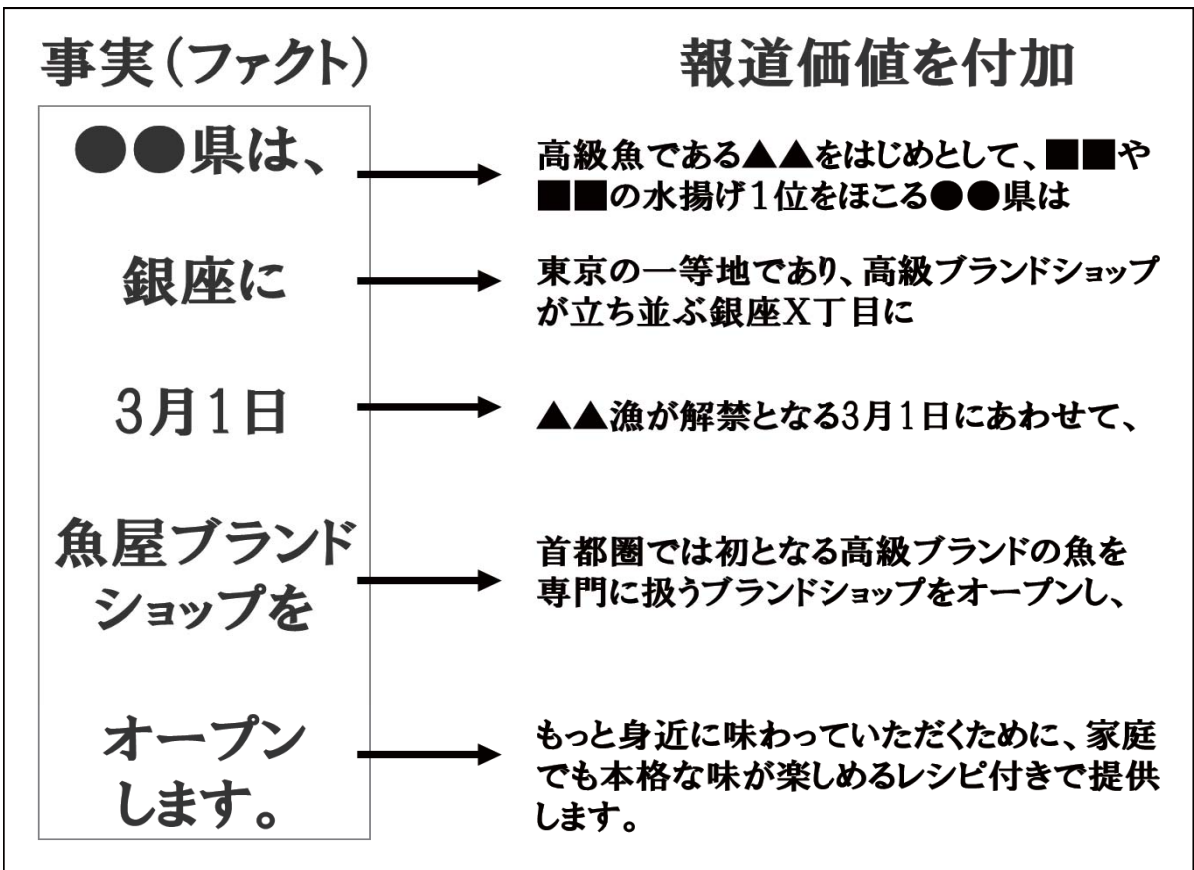 事実(ファクト)
報道価値を付加
●●県は、
高級魚である▲▲をはじめとして、■■や
■■の水揚げ1位をほこる●●県は
銀座に
東京の一等地であり、高級ブランドショップ
が立ち並ぶ銀座X丁目に
3月1日
▲▲漁が解禁となる3月1日にあわせて、
魚屋ブランド
ショップを
首都圏では初となる高級ブランドの魚を
専門に扱うブランドショップをオープンし、
オープン
します。
もっと身近に味わっていただくために、家庭
でも本格な味が楽しめるレシピ付きで提供
します。